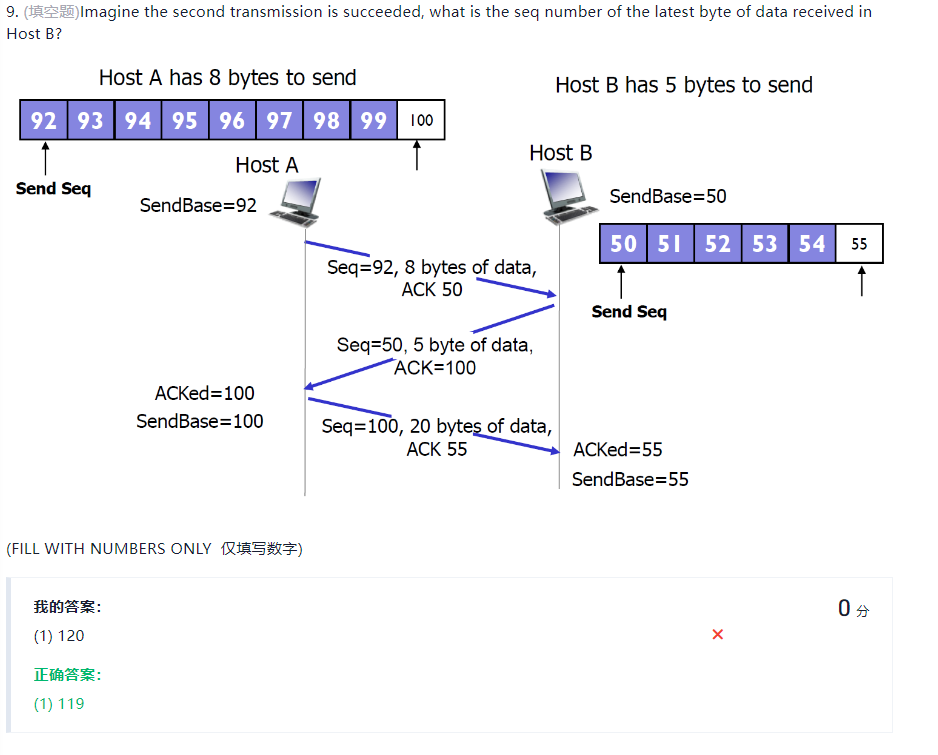 9. (填空题)Imagine the second transmission is succeeded, what is the seq number of the latest byte of data received in
Host B?
Host A has 8 bytes to send
Host B has 5 bytes to send
92 93 94 95 96 97 98 99 100
Send Seq
Host A
Host B
SendBase=92
SendBase=50
50 51 52 53 54 55
Send Seq
Seq=92, 8 bytes of data,
ACK 50
Seq=50, 5 byte of data,
ACK=100
ACKed=100
SendBase=100
Seq=100, 20 bytes of data,
ACK 55
ACKed=55
SendBase=55
(FILL WITH NUMBERS ONLY 仅填写数字)
我的答案:
0 分
(1) 120
正确答案:
(1) 119